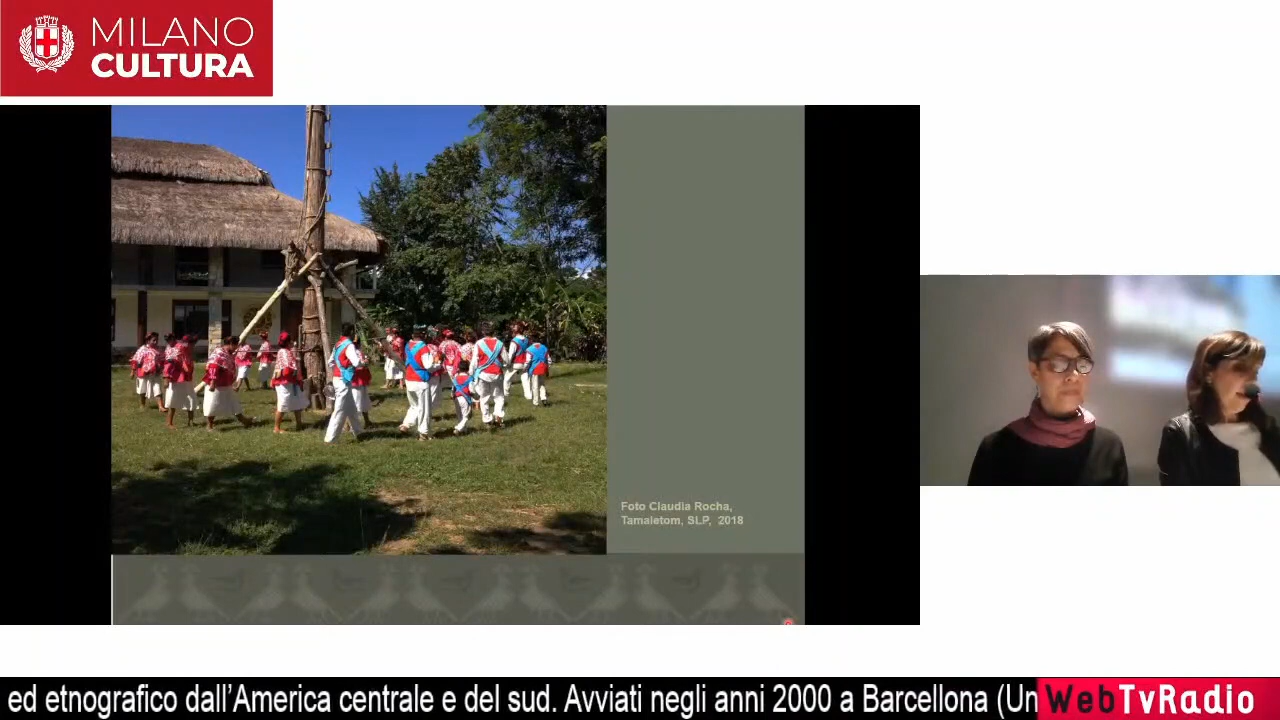 MILANO
CULTURA
Foto Claudia Rocha,
Tamaletom, SLP, 2018
ed etnografico dall'America centrale e del sud. Avviati negli anni 2000 a Barcellona (Un
WebTvRadio